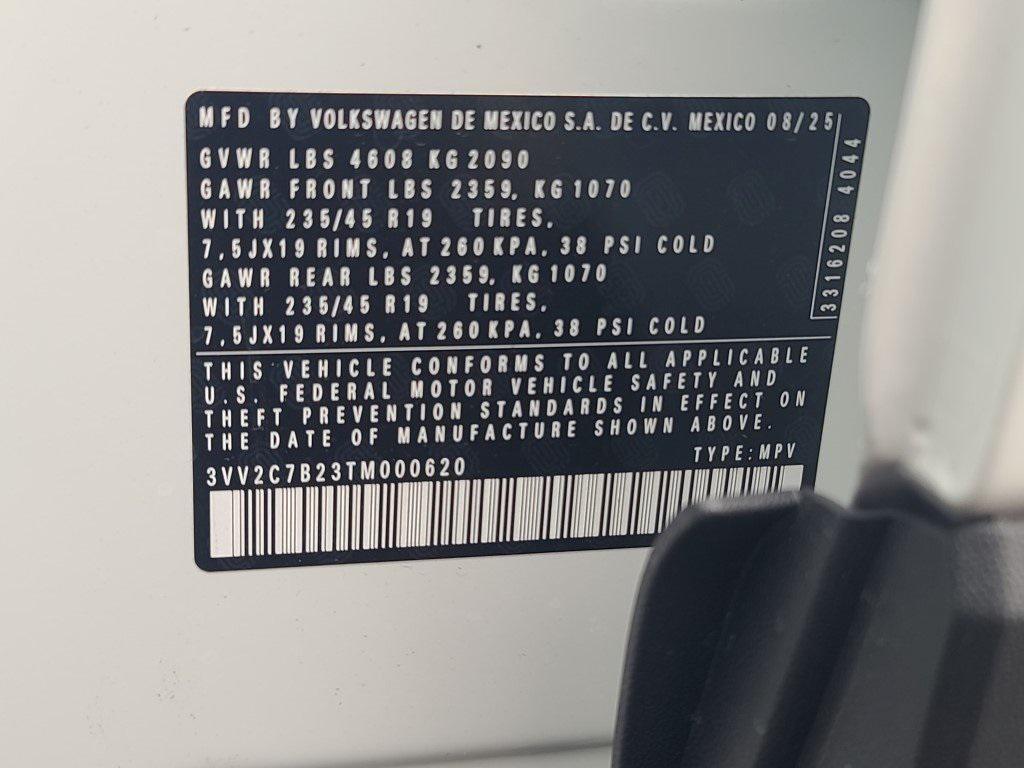 MFD BY VOLKSWAGEN DE MEXICO S.A. DE C.V. MEXICO 08/25
GVWR LBS 4608 KG 2090
GAWR FRONT LBS 2359, KG 1070
WITH 235/45 R19 TIRES,
7,5JX19 RIMS, AT 260 KPA, 38 PSI COLD
GAWR REAR LBS 2359, KG 1070
WITH 235/45 R19 TIRES,
7,5JX19 RIMS, AT 260 KPA, 38 PSI COLD
3316208 4044
THIS VEHICLE CONFORMS TO ALL APPLICABLE
U.S. FEDERAL MOTOR VEHICLE SAFETY AND
THEFT PREVENTION STANDARDS IN EFFECT ON
THE DATE OF MANUFACTURE SHOWN ABOVE.
3VV2C7B23TM000620 TYPE: MPV